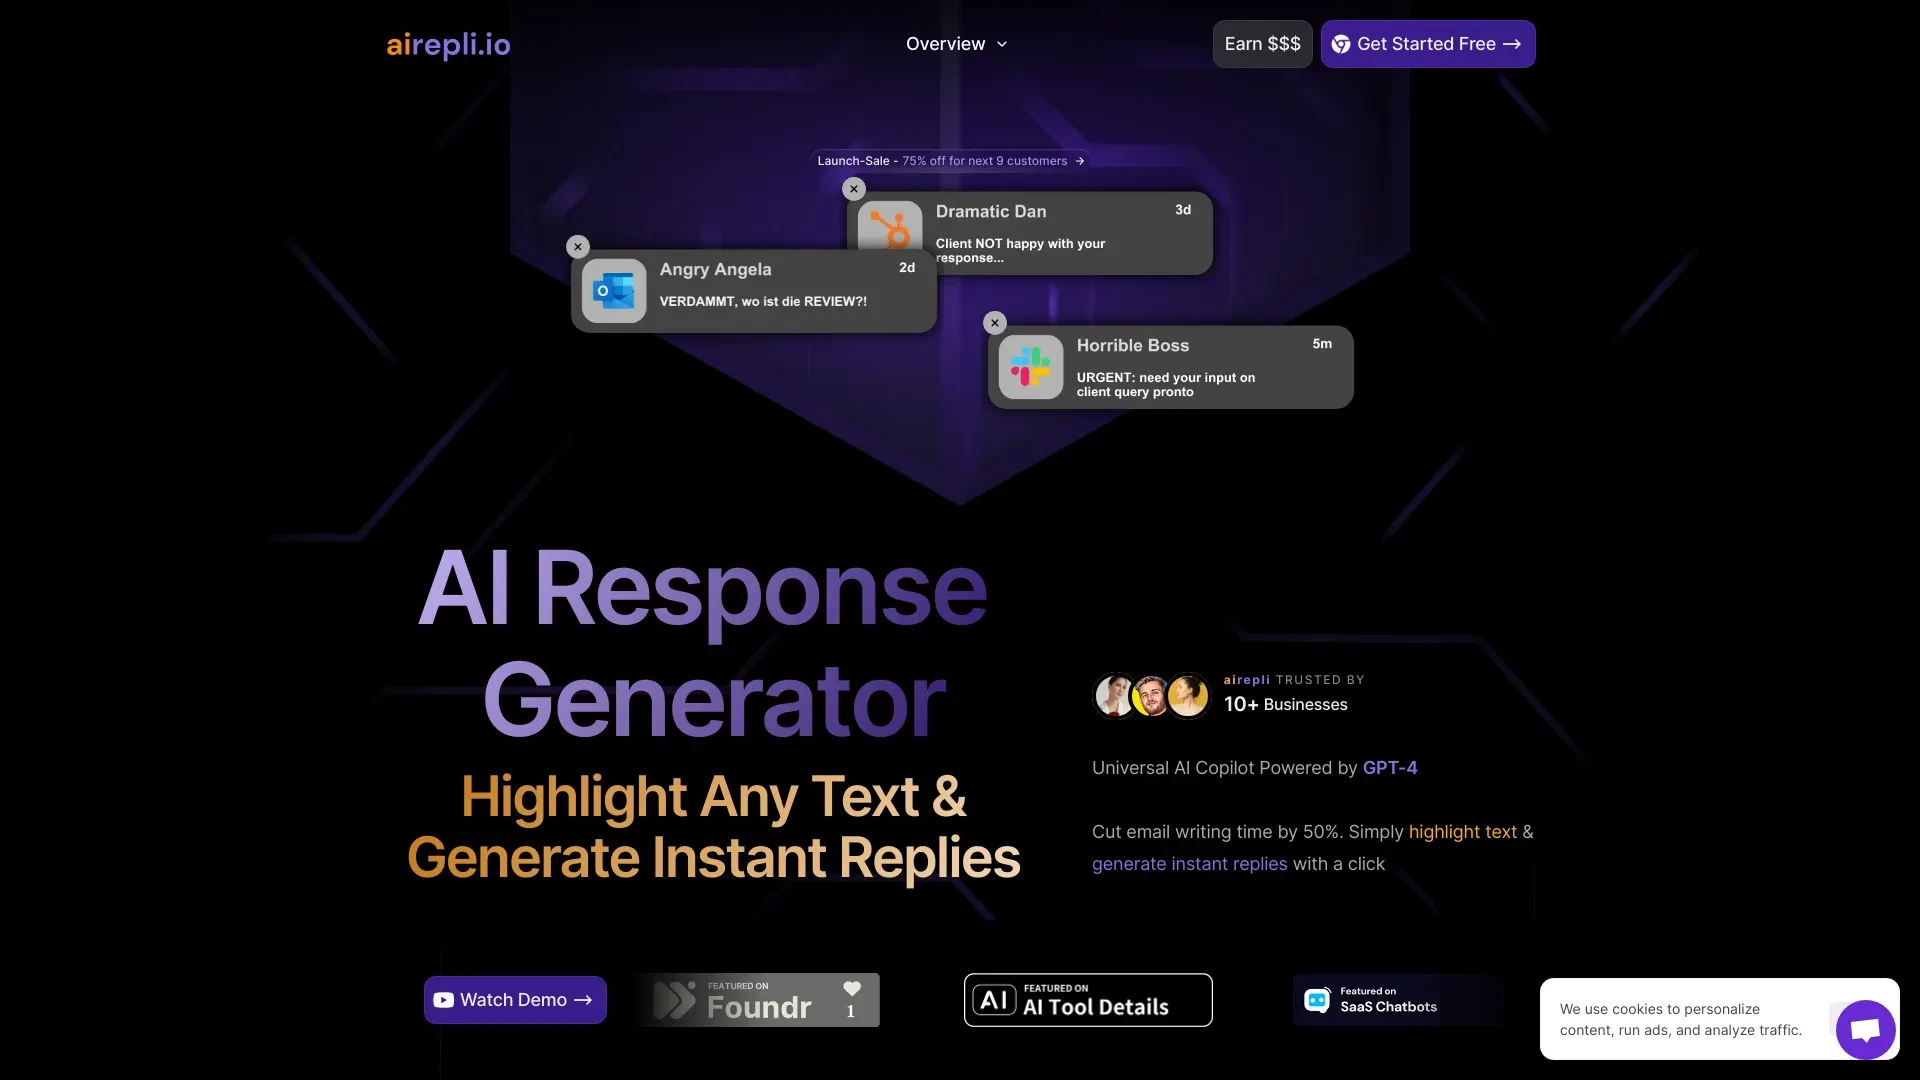 airepli.io
Overview
Earn $$$
Get Started Free →
Launch-Sale - 75% off for next 9 customers →
Dramatic Dan
3d
Client NOT happy with your
response...
Angry Angela
2d
VERDAMMT, wo ist die REVIEW?!
Horrible Boss
5m
URGENT: need your input on
client query pronto
AI Response
Generator
Highlight Any Text &
Generate Instant Replies
airepli TRUSTED BY
10+ Businesses
Universal AI Copilot Powered by GPT-4
Cut email writing time by 50%. Simply highlight text &
generate instant replies with a click
Watch Demo →
FEATURED ON
Foundr
1
AI
FEATURED ON
AI Tool Details
Featured on
SaaS Chatbots
We use cookies to personalize
content, run ads, and analyze traffic.